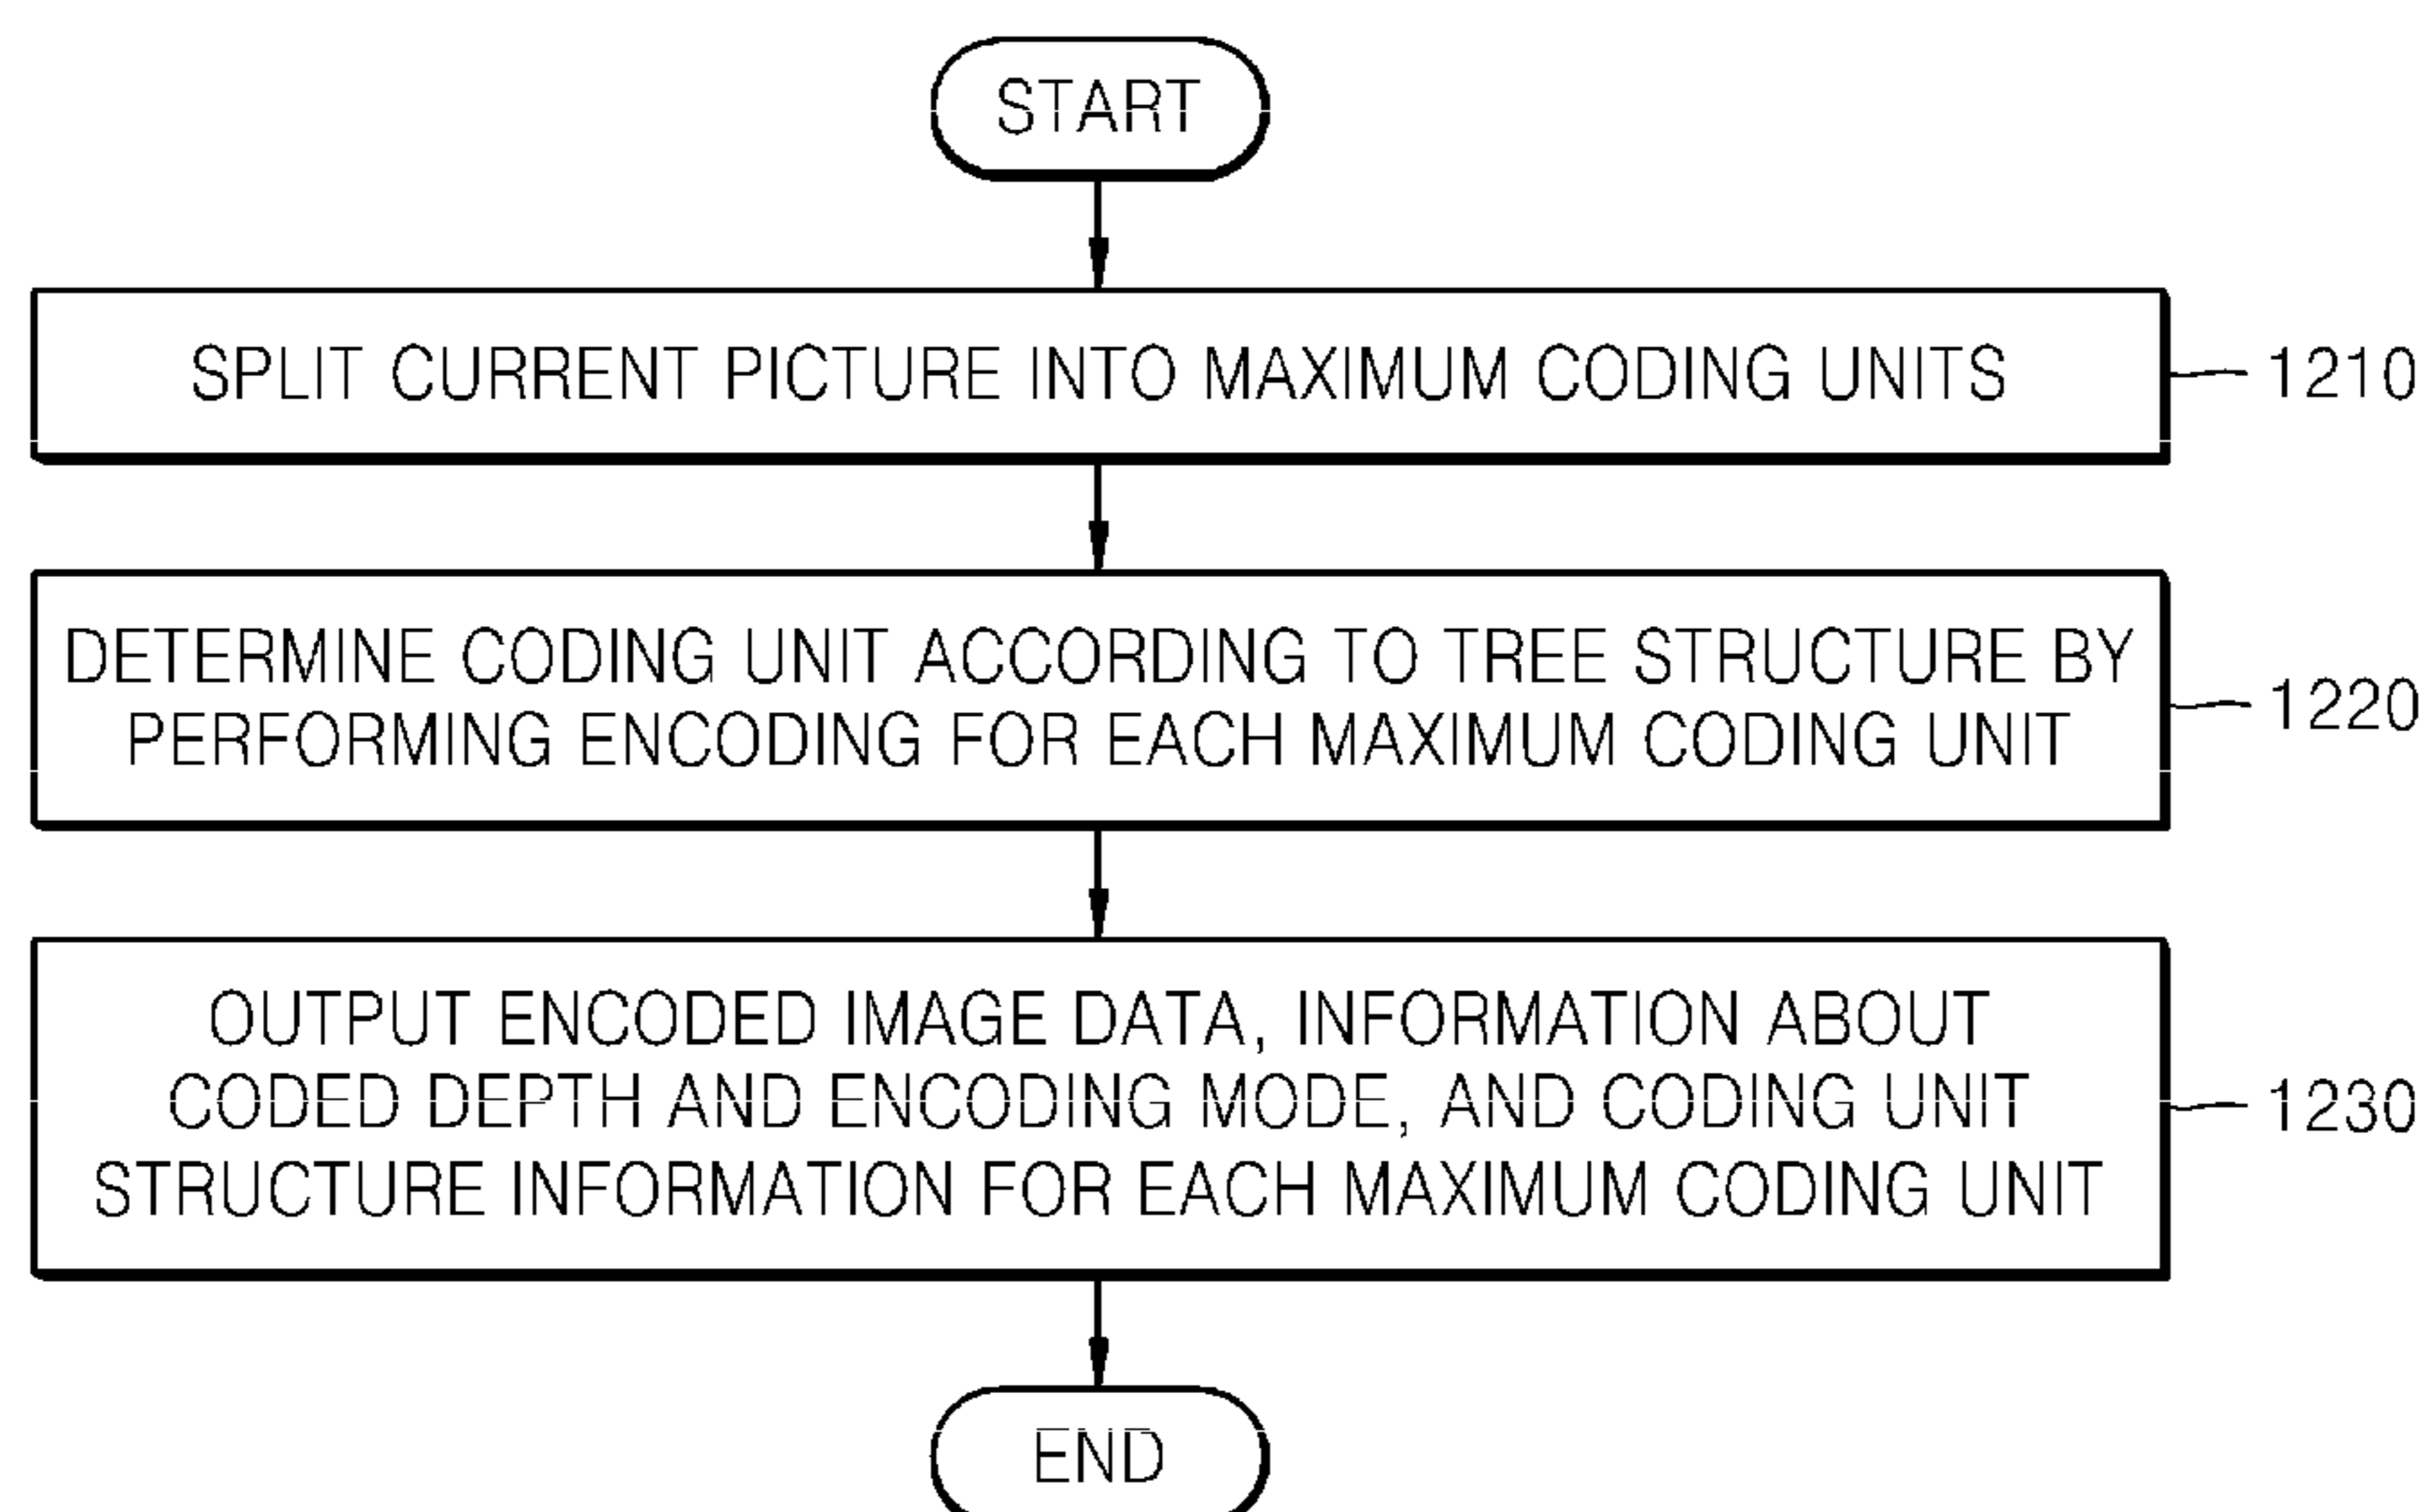 START
SPLIT CURRENT PICTURE INTO MAXIMUM CODING UNITS
1210
DETERMINE CODING UNIT ACCORDING TO TREE STRUCTURE BY
PERFORMING ENCODING FOR EACH MAXIMUM CODING UNIT
1220
OUTPUT ENCODED IMAGE DATA, INFORMATION ABOUT
CODED DEPTH AND ENCODING MODE, AND CODING UNIT
STRUCTURE INFORMATION FOR EACH MAXIMUM CODING UNIT
1230
END